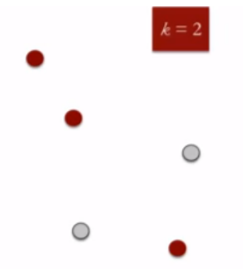 k = 2